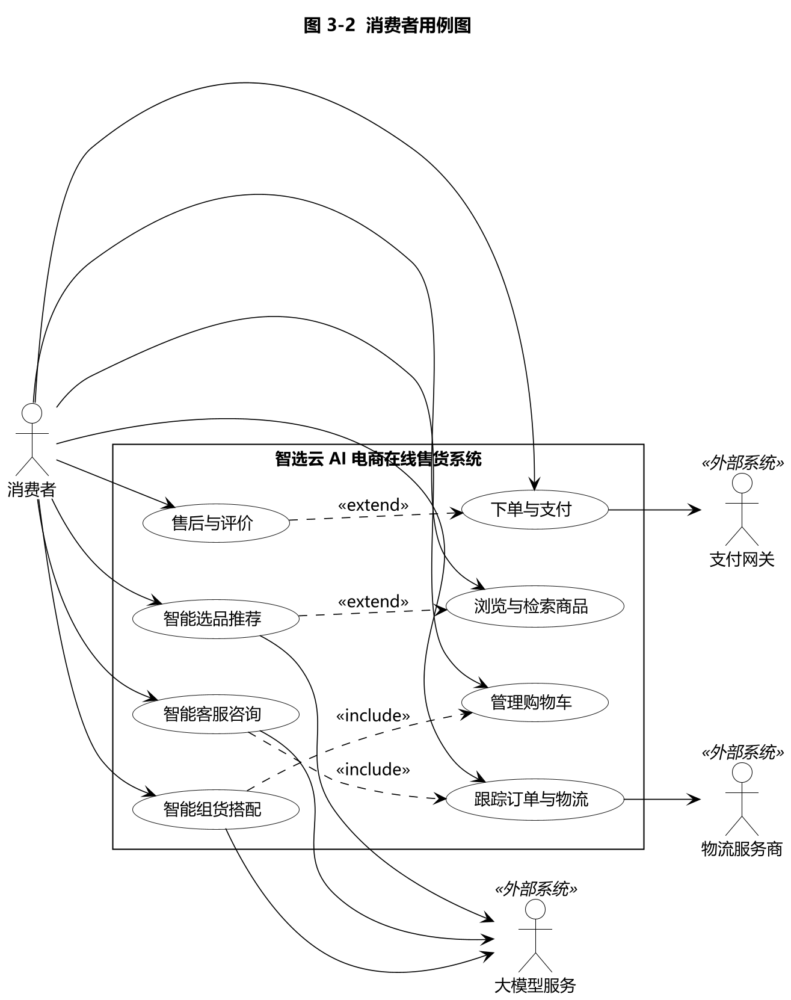 图 3-2  消费者用例图
智选云 AI 电商在线售货系统
消费者
售后与评价
«extend»
下单与支付
«外部系统»
支付网关
智能选品推荐
«extend»
浏览与检索商品
智能客服咨询
«include»
管理购物车
«include»
智能组货搭配
跟踪订单与物流
«外部系统»
物流服务商
«外部系统»
大模型服务